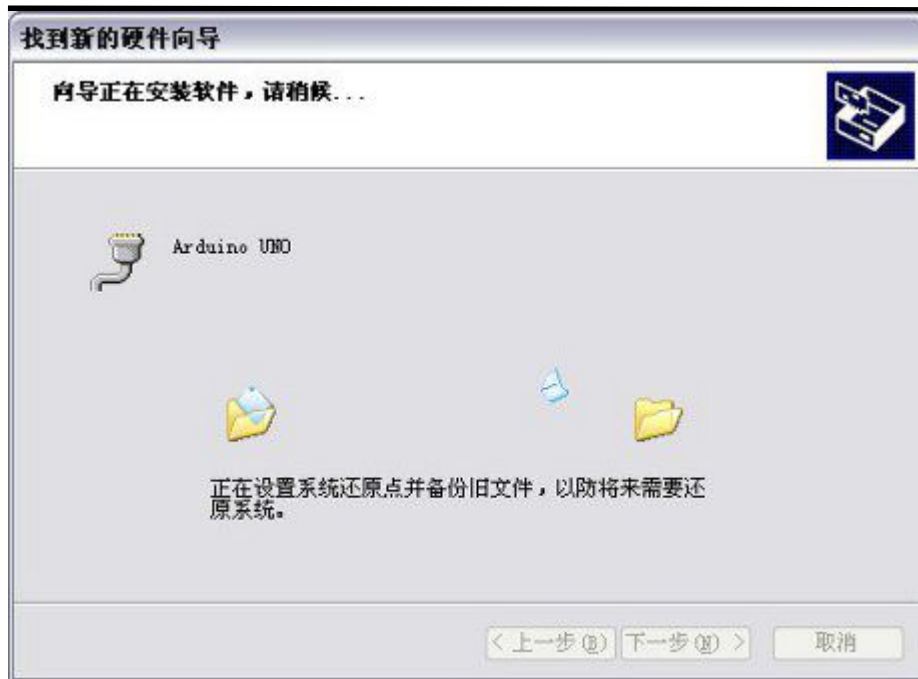 找到新的硬件向导
向导正在安装软件，请稍候...
Arduino UNO
正在设置系统还原点并备份旧文件，以防将来需要还
原系统。
< 上一步(B) 下一步(N) > 取消